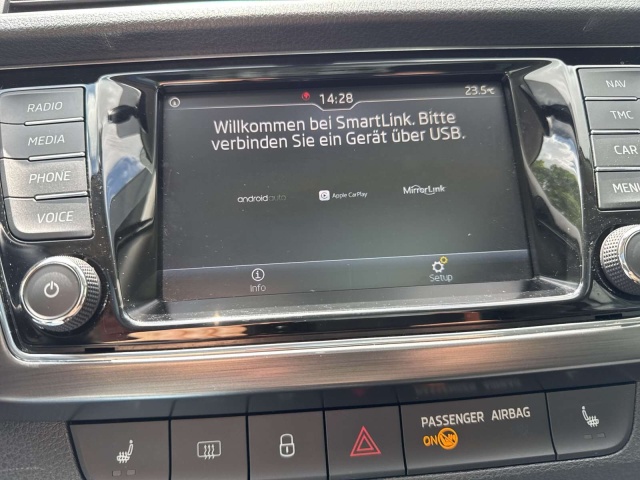 14:28
23.5°C
Willkommen bei SmartLink. Bitte
verbinden Sie ein Gerät über USB.
androidauto
Apple CarPlay
MirrorLink
Info
Setup
RADIO
MEDIA
PHONE
VOICE
NAV
TMC
CAR
MENU
PASSENGER AIRBAG
ON